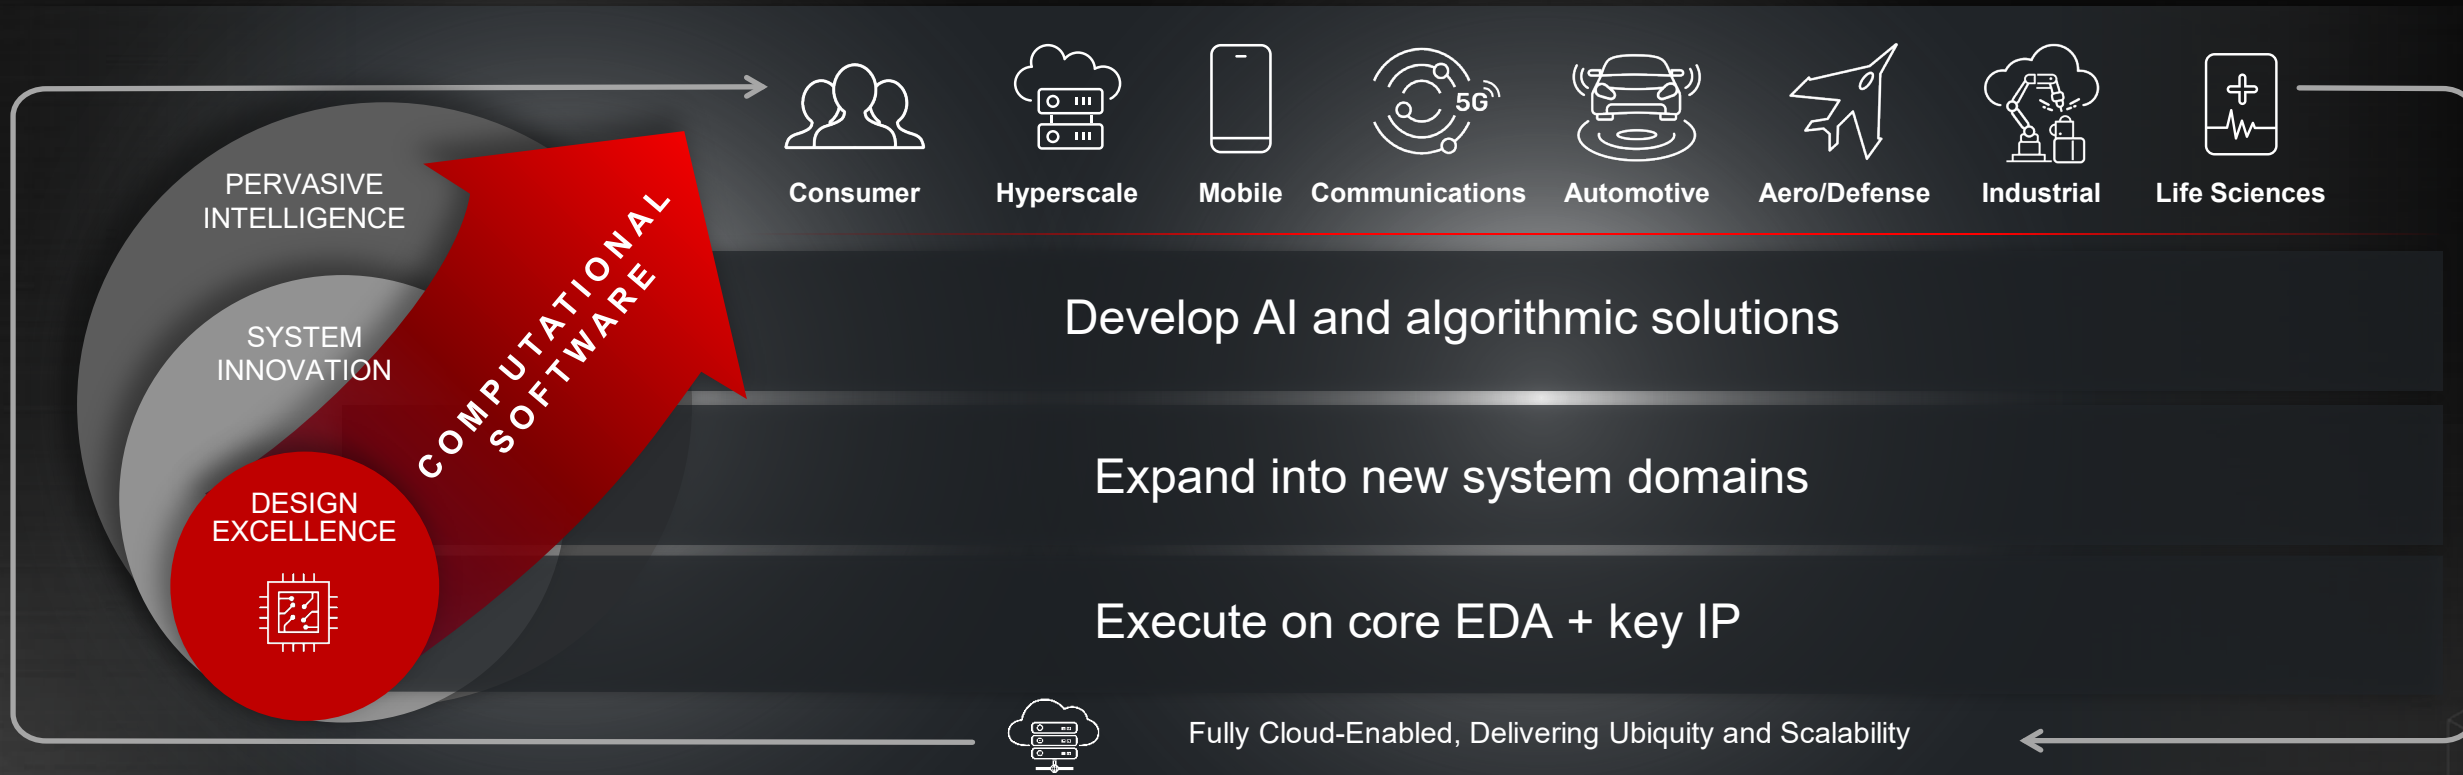 PERVASIVE
INTELLIGENCE
SYSTEM
INNOVATION
DESIGN
EXCELLENCE
COMPUTATIONAL
SOFTWARE
5G
Consumer
Hyperscale
Mobile
Communications
Automotive
Aero/Defense
Industrial
Life Sciences
Develop AI and algorithmic solutions
Expand into new system domains
Execute on core EDA + key IP
Fully Cloud-Enabled, Delivering Ubiquity and Scalability